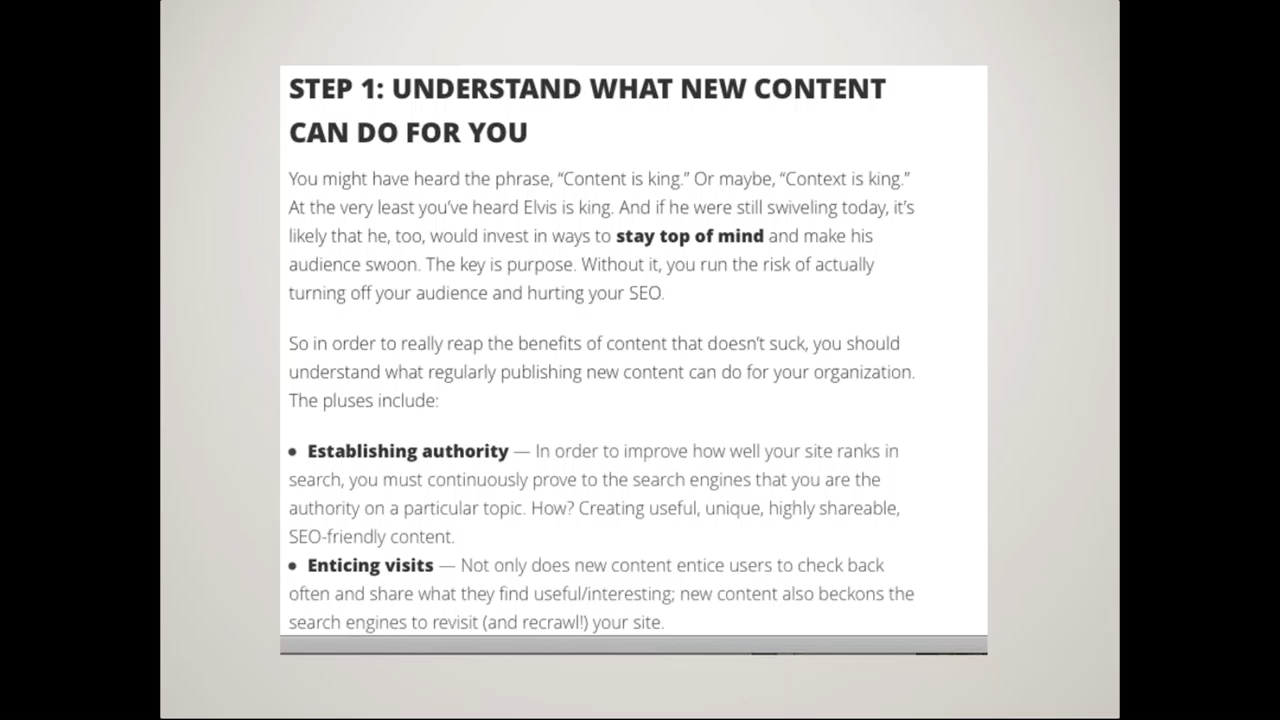 STEP 1: UNDERSTAND WHAT NEW CONTENT
CAN DO FOR YOU
You might have heard the phrase, “Content is king.” Or maybe, “Context is king.”
At the very least you’ve heard Elvis is king. And if he were still swiveling today, it’s
likely that he, too, would invest in ways to stay top of mind and make his
audience swoon. The key is purpose. Without it, you run the risk of actually
turning off your audience and hurting your SEO.
So in order to really reap the benefits of content that doesn’t suck, you should
understand what regularly publishing new content can do for your organization.
The pluses include:
• Establishing authority — In order to improve how well your site ranks in
search, you must continuously prove to the search engines that you are the
authority on a particular topic. How? Creating useful, unique, highly shareable,
SEO-friendly content.
• Enticing visits — Not only does new content entice users to check back
often and share what they find useful/interesting; new content also beckons the
search engines to revisit (and recrawl!) your site.